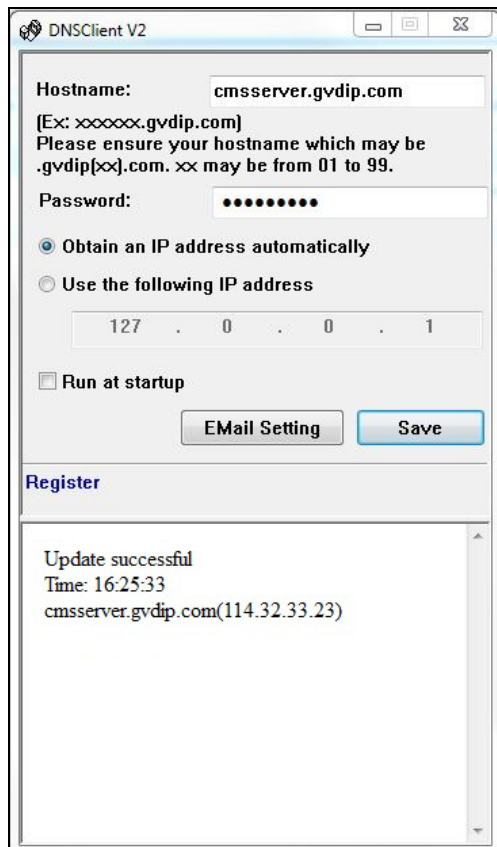 DNSClient V2
Hostname: cmsserver.gvdip.com
(Ex: xxxxxx.gvdip.com)
Please ensure your hostname which may be
.gvdip(xx).com. xx may be from 01 to 99.
Password: •••••••••
Obtain an IP address automatically
Use the following IP address
127 . 0 . 0 . 1
Run at startup
EMail Setting Save
Register
Update successful
Time: 16:25:33
cmsserver.gvdip.com(114.32.33.23)